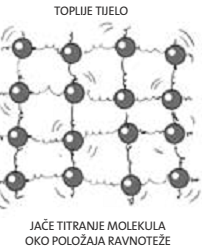 TOPLIJE TIJELO
JAČE TITRANJE MOLEKULA
OKO POLOŽAJA RAVNOTEŽE